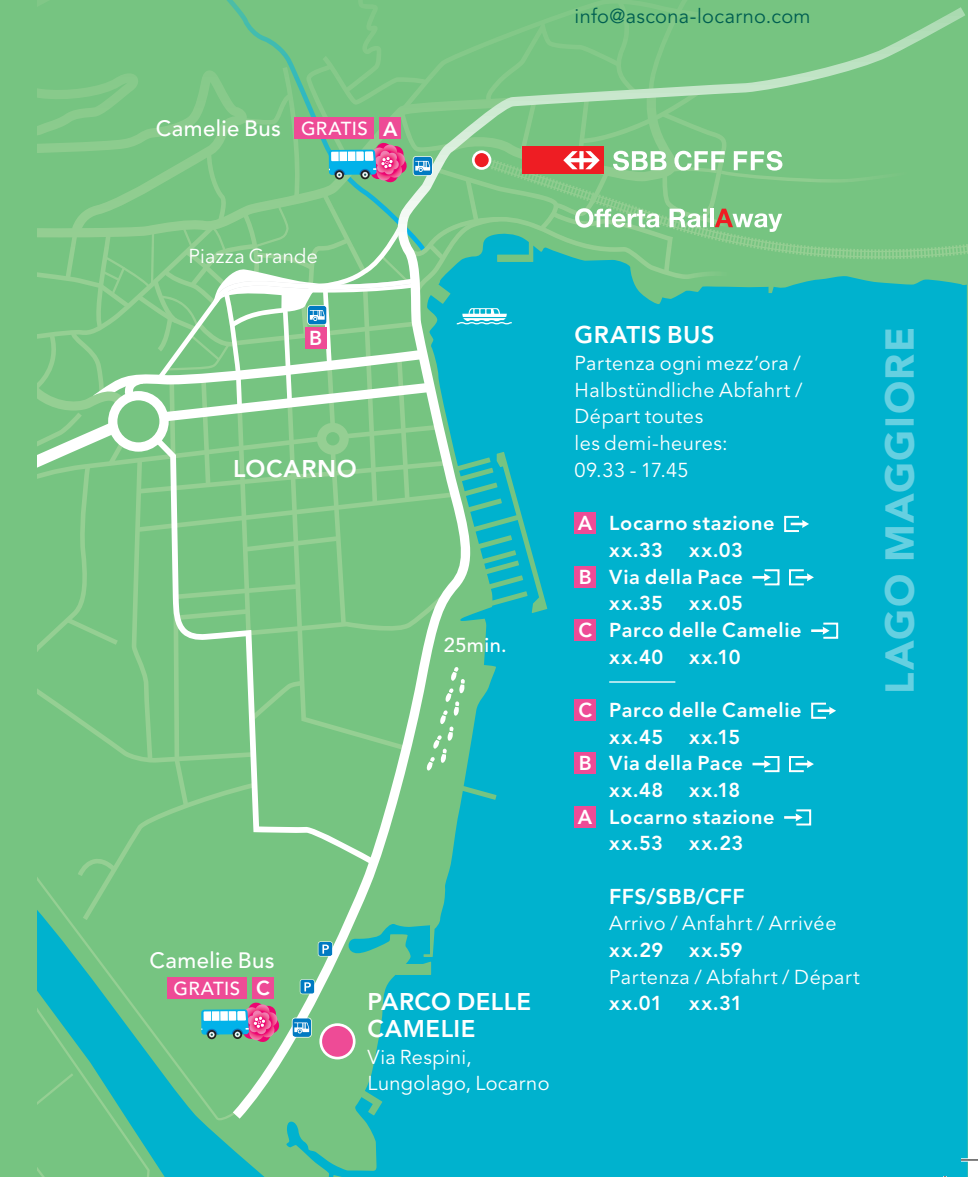 info@ascona-locarno.com
Camelie Bus GRATIS A
SBB CFF FFS
Offerta RailAway
Piazza Grande
B
LOCARNO
25min.
GRATIS BUS
Partenza ogni mezz’ora /
Halbstündliche Abfahrt /
Départ toutes
les demi-heures:
09.33 - 17.45
A Locarno stazione
xx.33 xx.03
B Via della Pace
xx.35 xx.05
C Parco delle Camelie
xx.40 xx.10
C Parco delle Camelie
xx.45 xx.15
B Via della Pace
xx.48 xx.18
A Locarno stazione
xx.53 xx.23
FFS/SBB/CFF
Arrivo / Anfahrt / Arrivée
xx.29 xx.59
Partenza / Abfahrt / Départ
xx.01 xx.31
LAGO MAGGIORE
P
Camelie Bus
GRATIS C
P
PARCO DELLE
CAMELIE
Via Respini,
Lungolago, Locarno